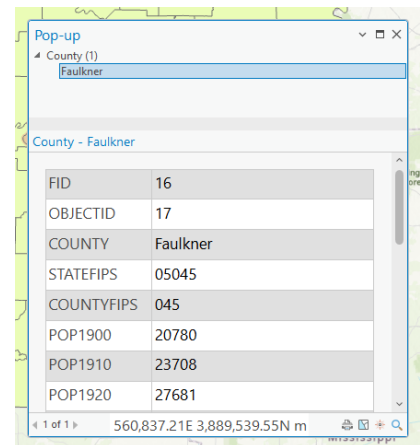 Pop-up
County (1)
Faulkner
County - Faulkner
FID 16
OBJECTID 17
COUNTY Faulkner
STATEFIPS 05045
COUNTYFIPS 045
POP1900 20780
POP1910 23708
POP1920 27681
1 of 1 560,837.21E 3,889,539.55N m